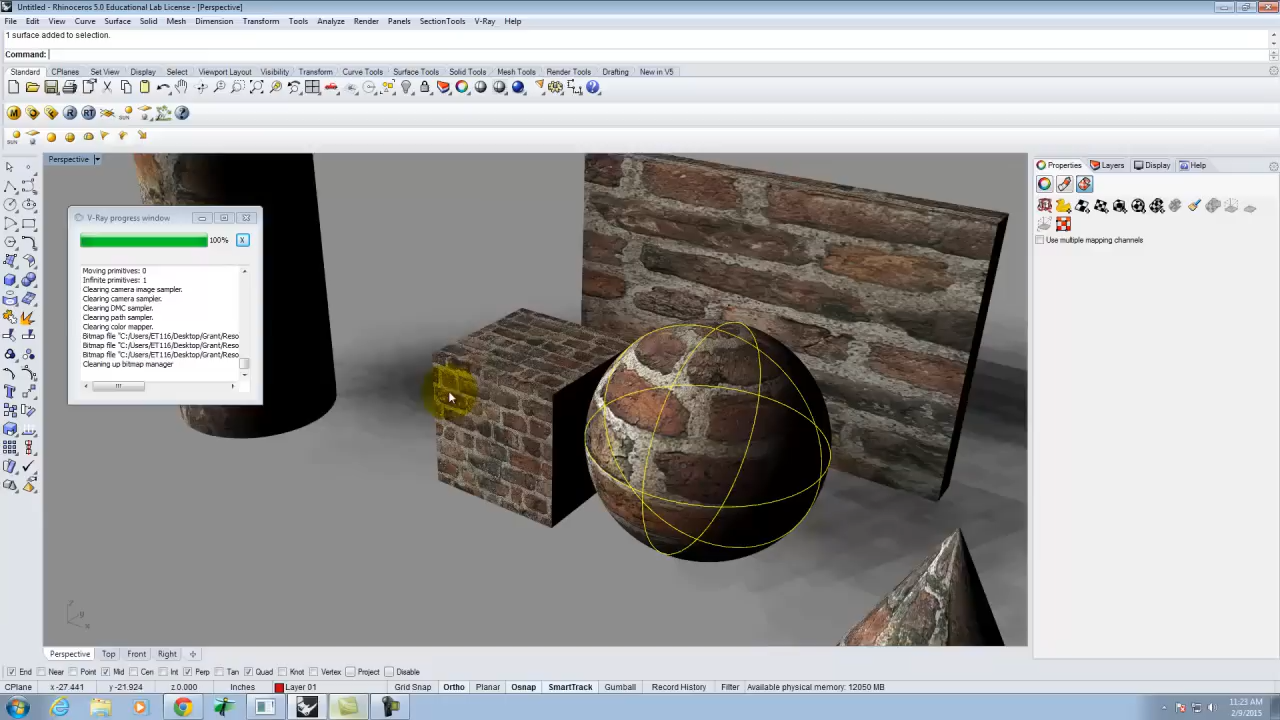 Untitled - Rhinoceros 5.0 Educational Lab License - [Perspective]
File Edit View Curve Surface Solid Mesh Dimension Transform Tools Analyze Render Panels SectionTools V-Ray Help
1 surface added to selection.
Command:
Standard CPlanes Set View Display Select Viewport Layout Visibility Transform Curve Tools Surface Tools Solid Tools Mesh Tools Render Tools Drafting New in V5
Perspective
Properties Layers Display Help
V-Ray progress window
100% X
Moving primitives: 0
Infinite primitives: 1
Clearing camera image sampler.
Clearing camera sampler.
Clearing DMC sampler.
Clearing path sampler.
Clearing color mapper.
Bitmap file "C:/Users/ET116/Desktop/Grant/Reso
Bitmap file "C:/Users/ET116/Desktop/Grant/Reso
Bitmap file "C:/Users/ET116/Desktop/Grant/Reso
Cleaning up bitmap manager
Use multiple mapping channels
Perspective Top Front Right
End Near Point Mid Cen Int Perp Tan Quad Knot Vertex Project Disable
CPlane x -27.441 y -21.924 z 0.000 Inches Layer 01 Grid Snap Ortho Planar Osnap SmartTrack Gumball Record History Filter Available physical memory: 12050 MB
11:23 AM
2/9/2015